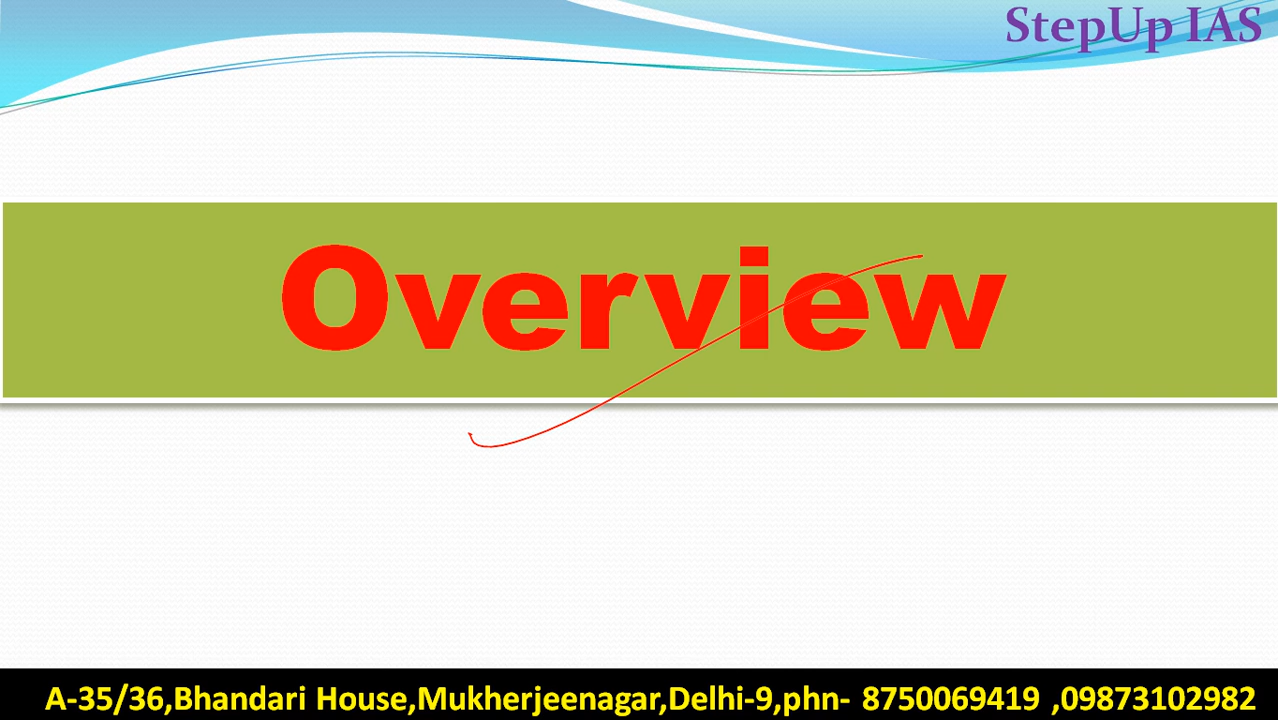 StepUp IAS
Overview
A-35/36,Bhandari House,Mukherjeenagar,Delhi-9,phn- 8750069419 ,09873102982